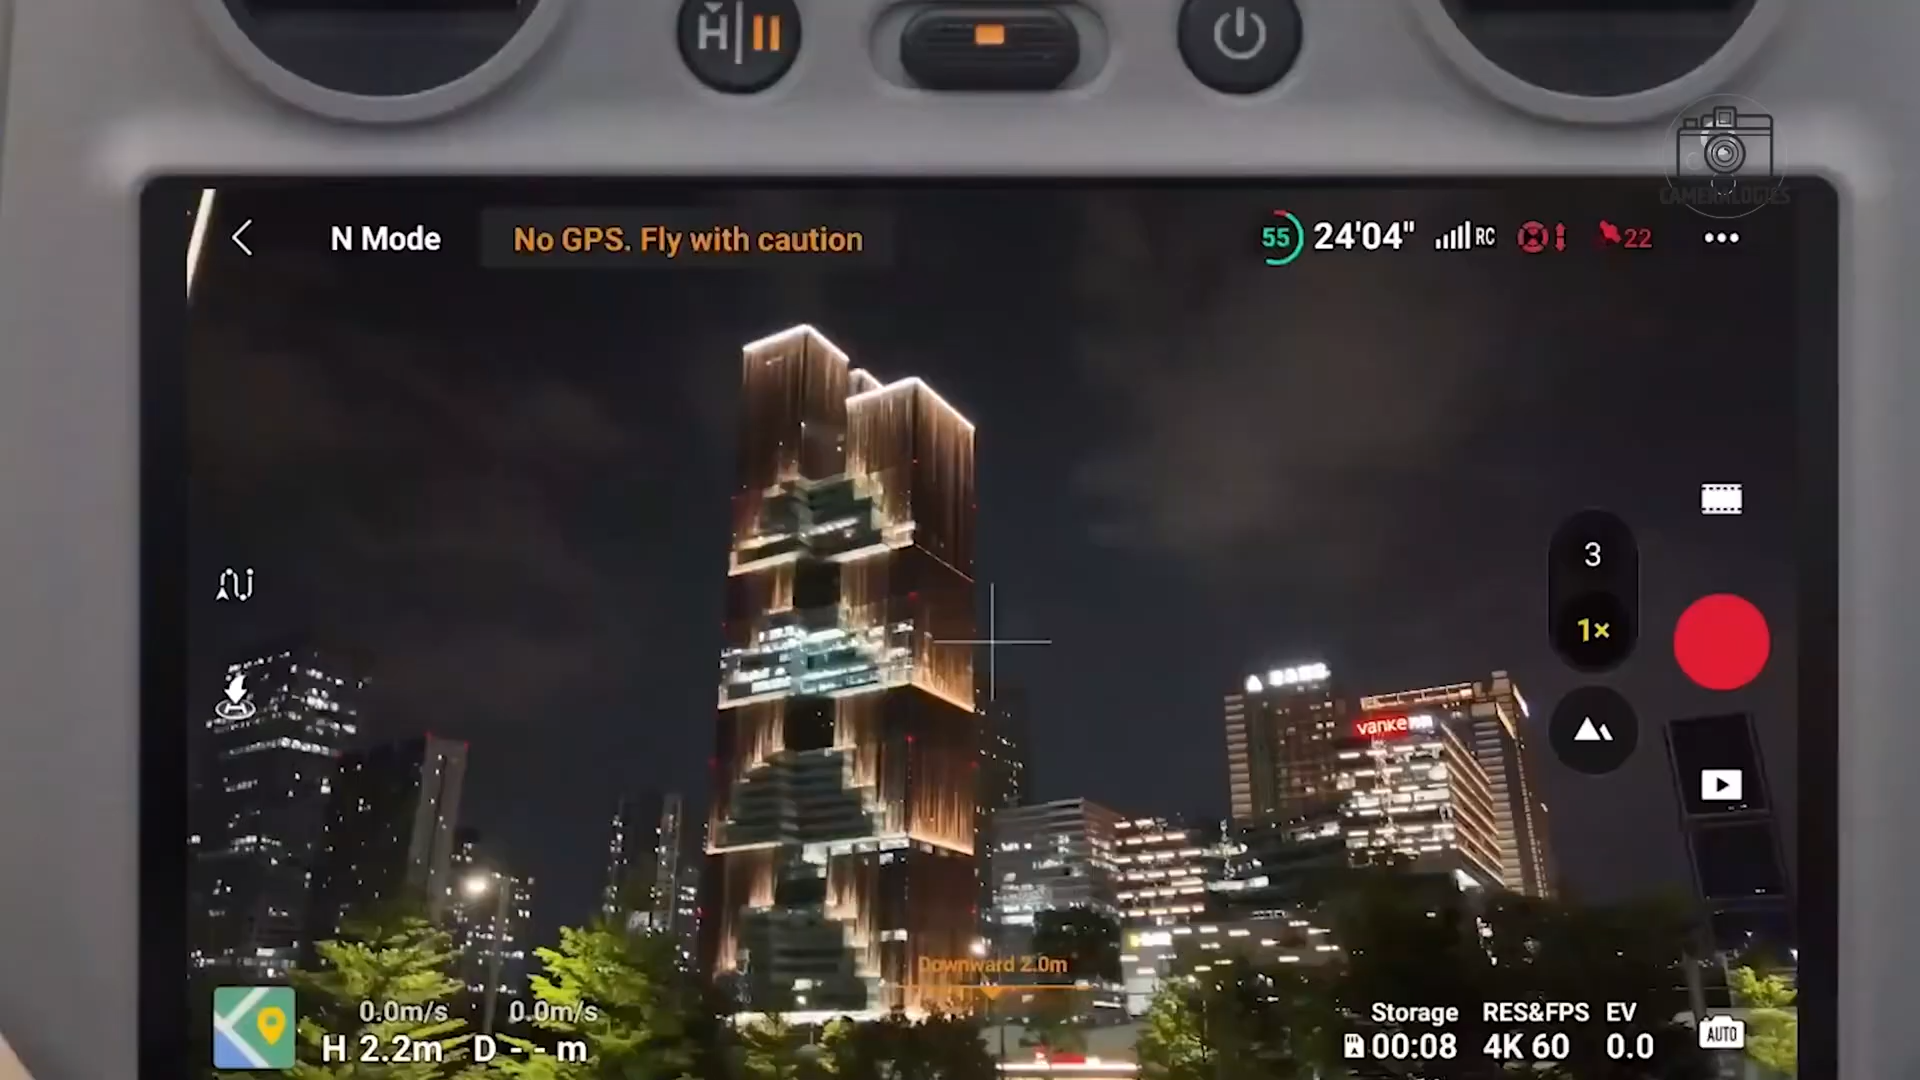 H
CAMERALOGIES
N Mode
No GPS. Fly with caution
55
24'04"
RC
22
3
1×
vanke
Downward 2.0m
0.0m/s 0.0m/s
H 2.2m D - - m
Storage RES&FPS EV
00:08 4K 60 0.0
AUTO